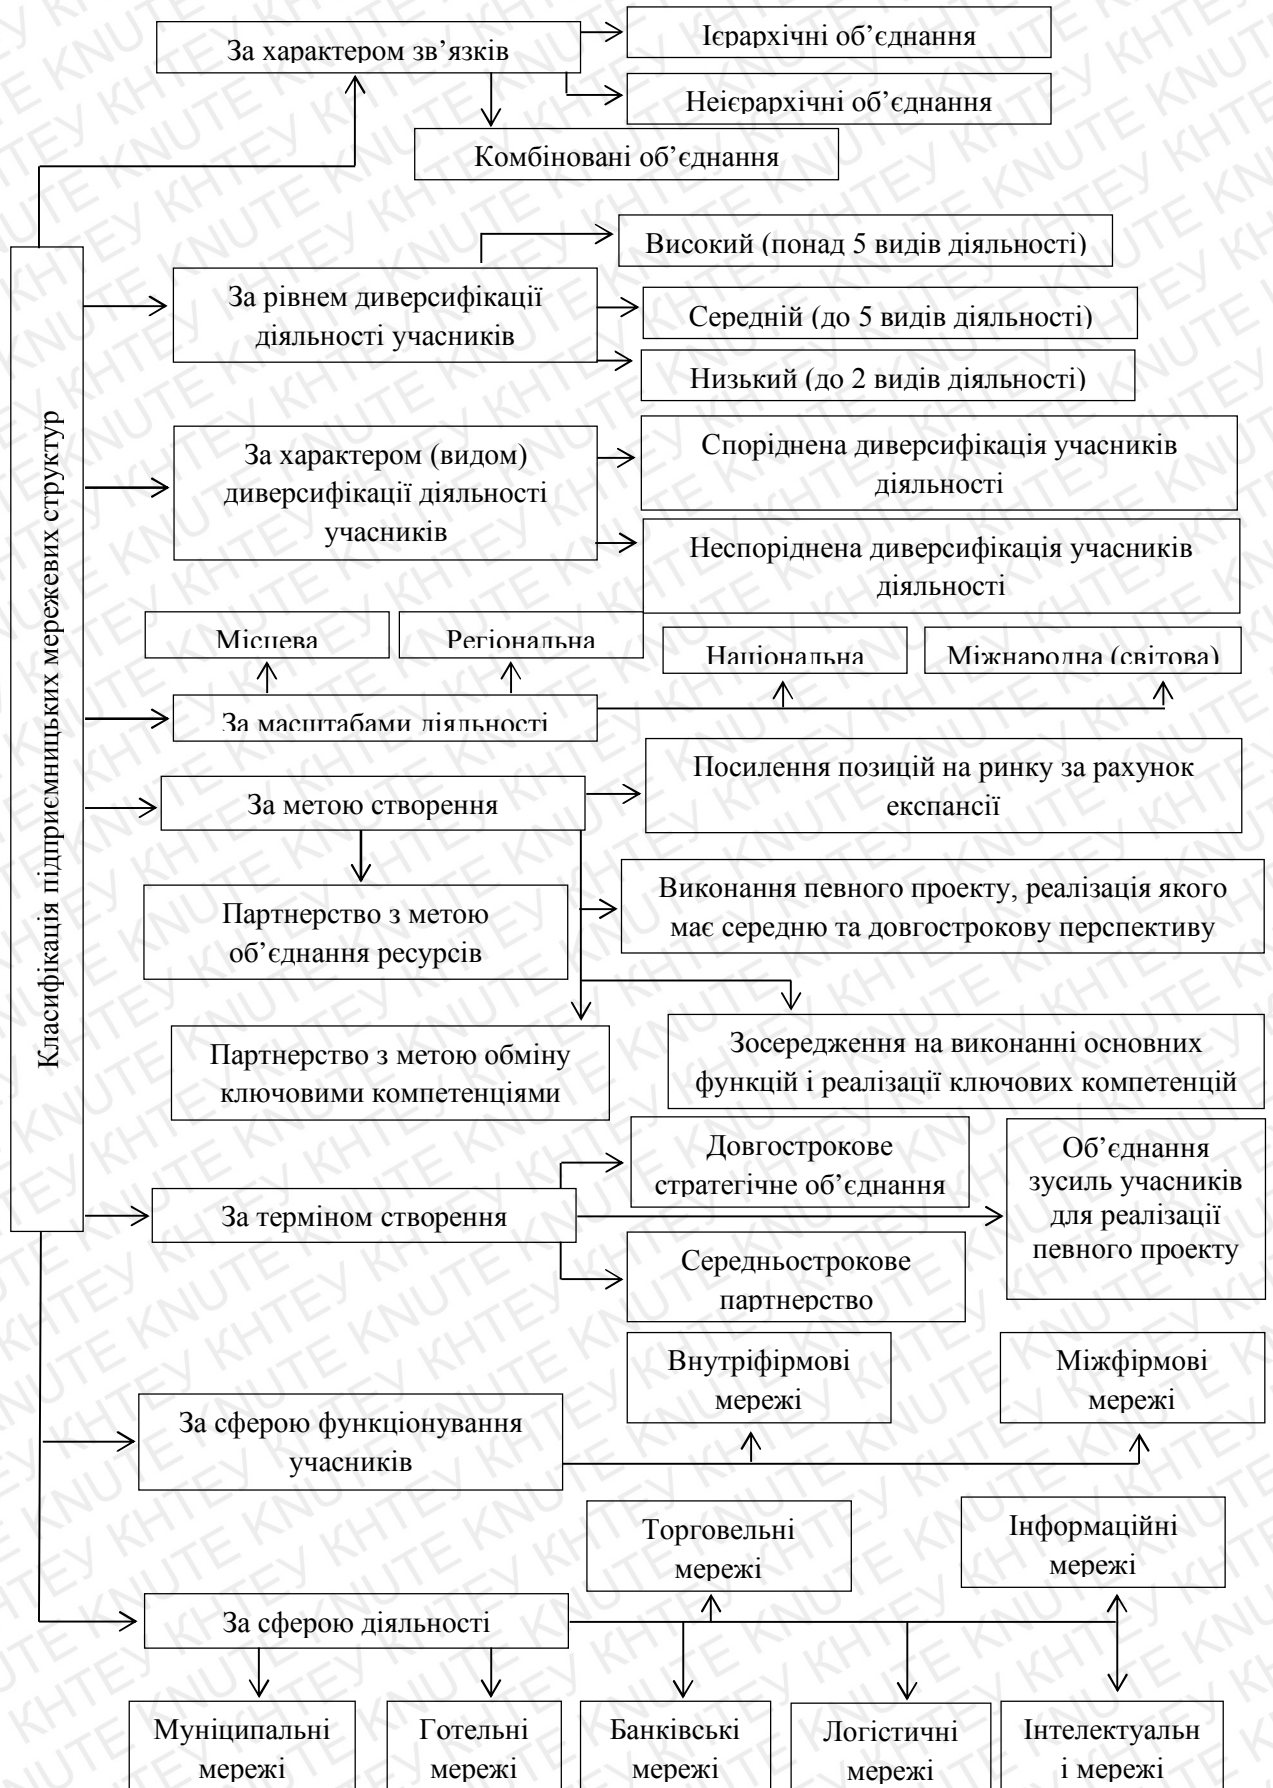 За характером зв’язків
Ієрархічні об’єднання
Неієрархічні об’єднання
Комбіновані об’єднання
Класифікація підприємницьких мережевих структур
За рівнем диверсифікації
діяльності учасників
Високий (понад 5 видів діяльності)
Середній (до 5 видів діяльності)
Низький (до 2 видів діяльності)
За характером (видом)
диверсифікації діяльності
учасників
Споріднена диверсифікація учасників
діяльності
Неспоріднена диверсифікація учасників
діяльності
Місцева
Регіональна
Національна
Міжнародна (світова)
За масштабами діяльності
За метою створення
Посилення позицій на ринку за рахунок
експансії
Партнерство з метою
об’єднання ресурсів
Виконання певного проекту, реалізація якого
має середню та довгострокову перспективу
Партнерство з метою обміну
ключовими компетенціями
Зосередження на виконанні основних
функцій і реалізації ключових компетенцій
За терміном створення
Довгострокове
стратегічне об’єднання
Об’єднання
зусиль учасників
для реалізації
певного проекту
Середньострокове
партнерство
За сферою функціонування
учасників
Внутріфірмові
мережі
Міжфірмові
мережі
Торговельні
мережі
Інформаційні
мережі
За сферою діяльності
Муніципальні
мережі
Готельні
мережі
Банківські
мережі
Логістичні
мережі
Інтелектуальн
і мережі